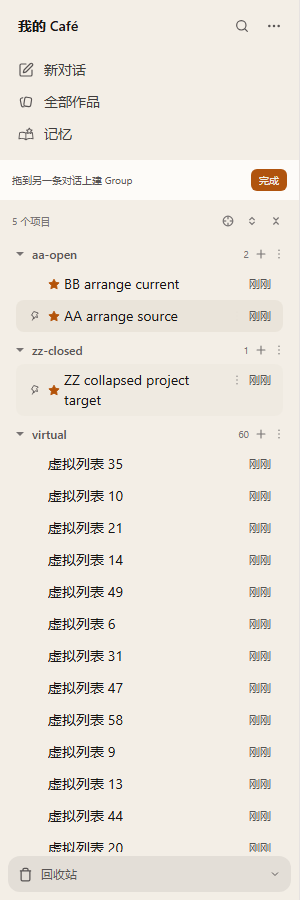 我的 Café
新对话
全部作品
记忆
拖到另一条对话上建 Group
完成
5 个项目
aa-open 2
BB arrange current 刚刚
AA arrange source 刚刚
zz-closed 1
ZZ collapsed project 刚刚
target
virtual 60
虚拟列表 35 刚刚
虚拟列表 10 刚刚
虚拟列表 21 刚刚
虚拟列表 14 刚刚
虚拟列表 49 刚刚
虚拟列表 6 刚刚
虚拟列表 31 刚刚
虚拟列表 47 刚刚
虚拟列表 58 刚刚
虚拟列表 9 刚刚
虚拟列表 13 刚刚
虚拟列表 44 刚刚
虚拟列表 20 刚刚
回收站